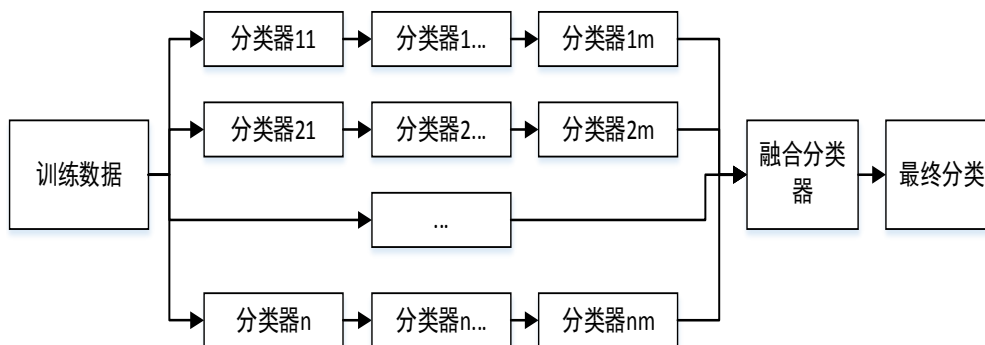 分类器11
分类器1...
分类器1m
分类器21
分类器2...
分类器2m
训练数据
融合分类
器
最终分类
...
分类器n
分类器n...
分类器nm